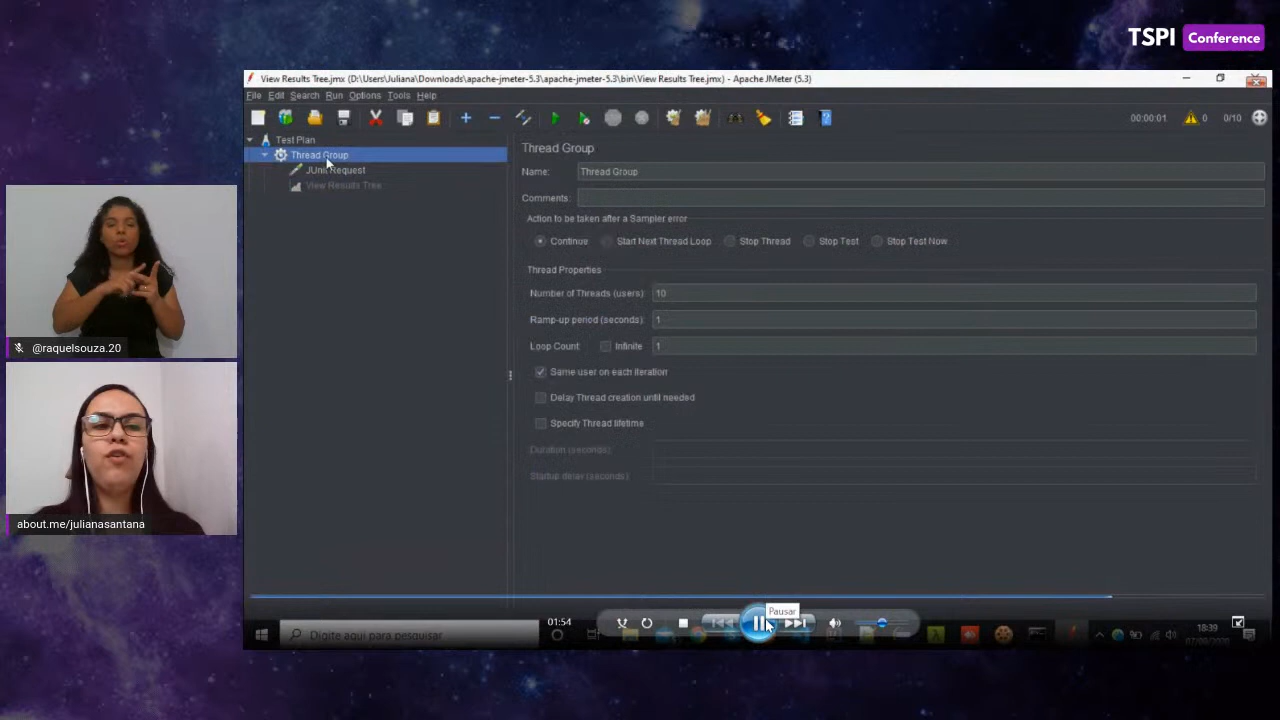 TSPI Conference
View Results Tree.jmx (D:\Users\Juliana\Downloads\apache-jmeter-5.3\apache-jmeter-5.3\bin\View Results Tree.jmx) - Apache JMeter (5.3)
File Edit Search Run Options Tools Help
00:00:01 0 0/10
Test Plan
Thread Group
JUnit Request
View Results Tree
Thread Group
Name: Thread Group
Comments:
Action to be taken after a Sampler error
Continue Start Next Thread Loop Stop Thread Stop Test Stop Test Now
Thread Properties
Number of Threads (users) 10
Ramp-up period (seconds) 1
Loop Count Infinite 1
Same user on each iteration
Delay Thread creation until needed
Specify Thread lifetime
Duration (seconds)
Startup delay (seconds)
@raquelsouza.20
about.me/julianasantana
Pausar
01:54
Digite aqui para pesquisar
18:39